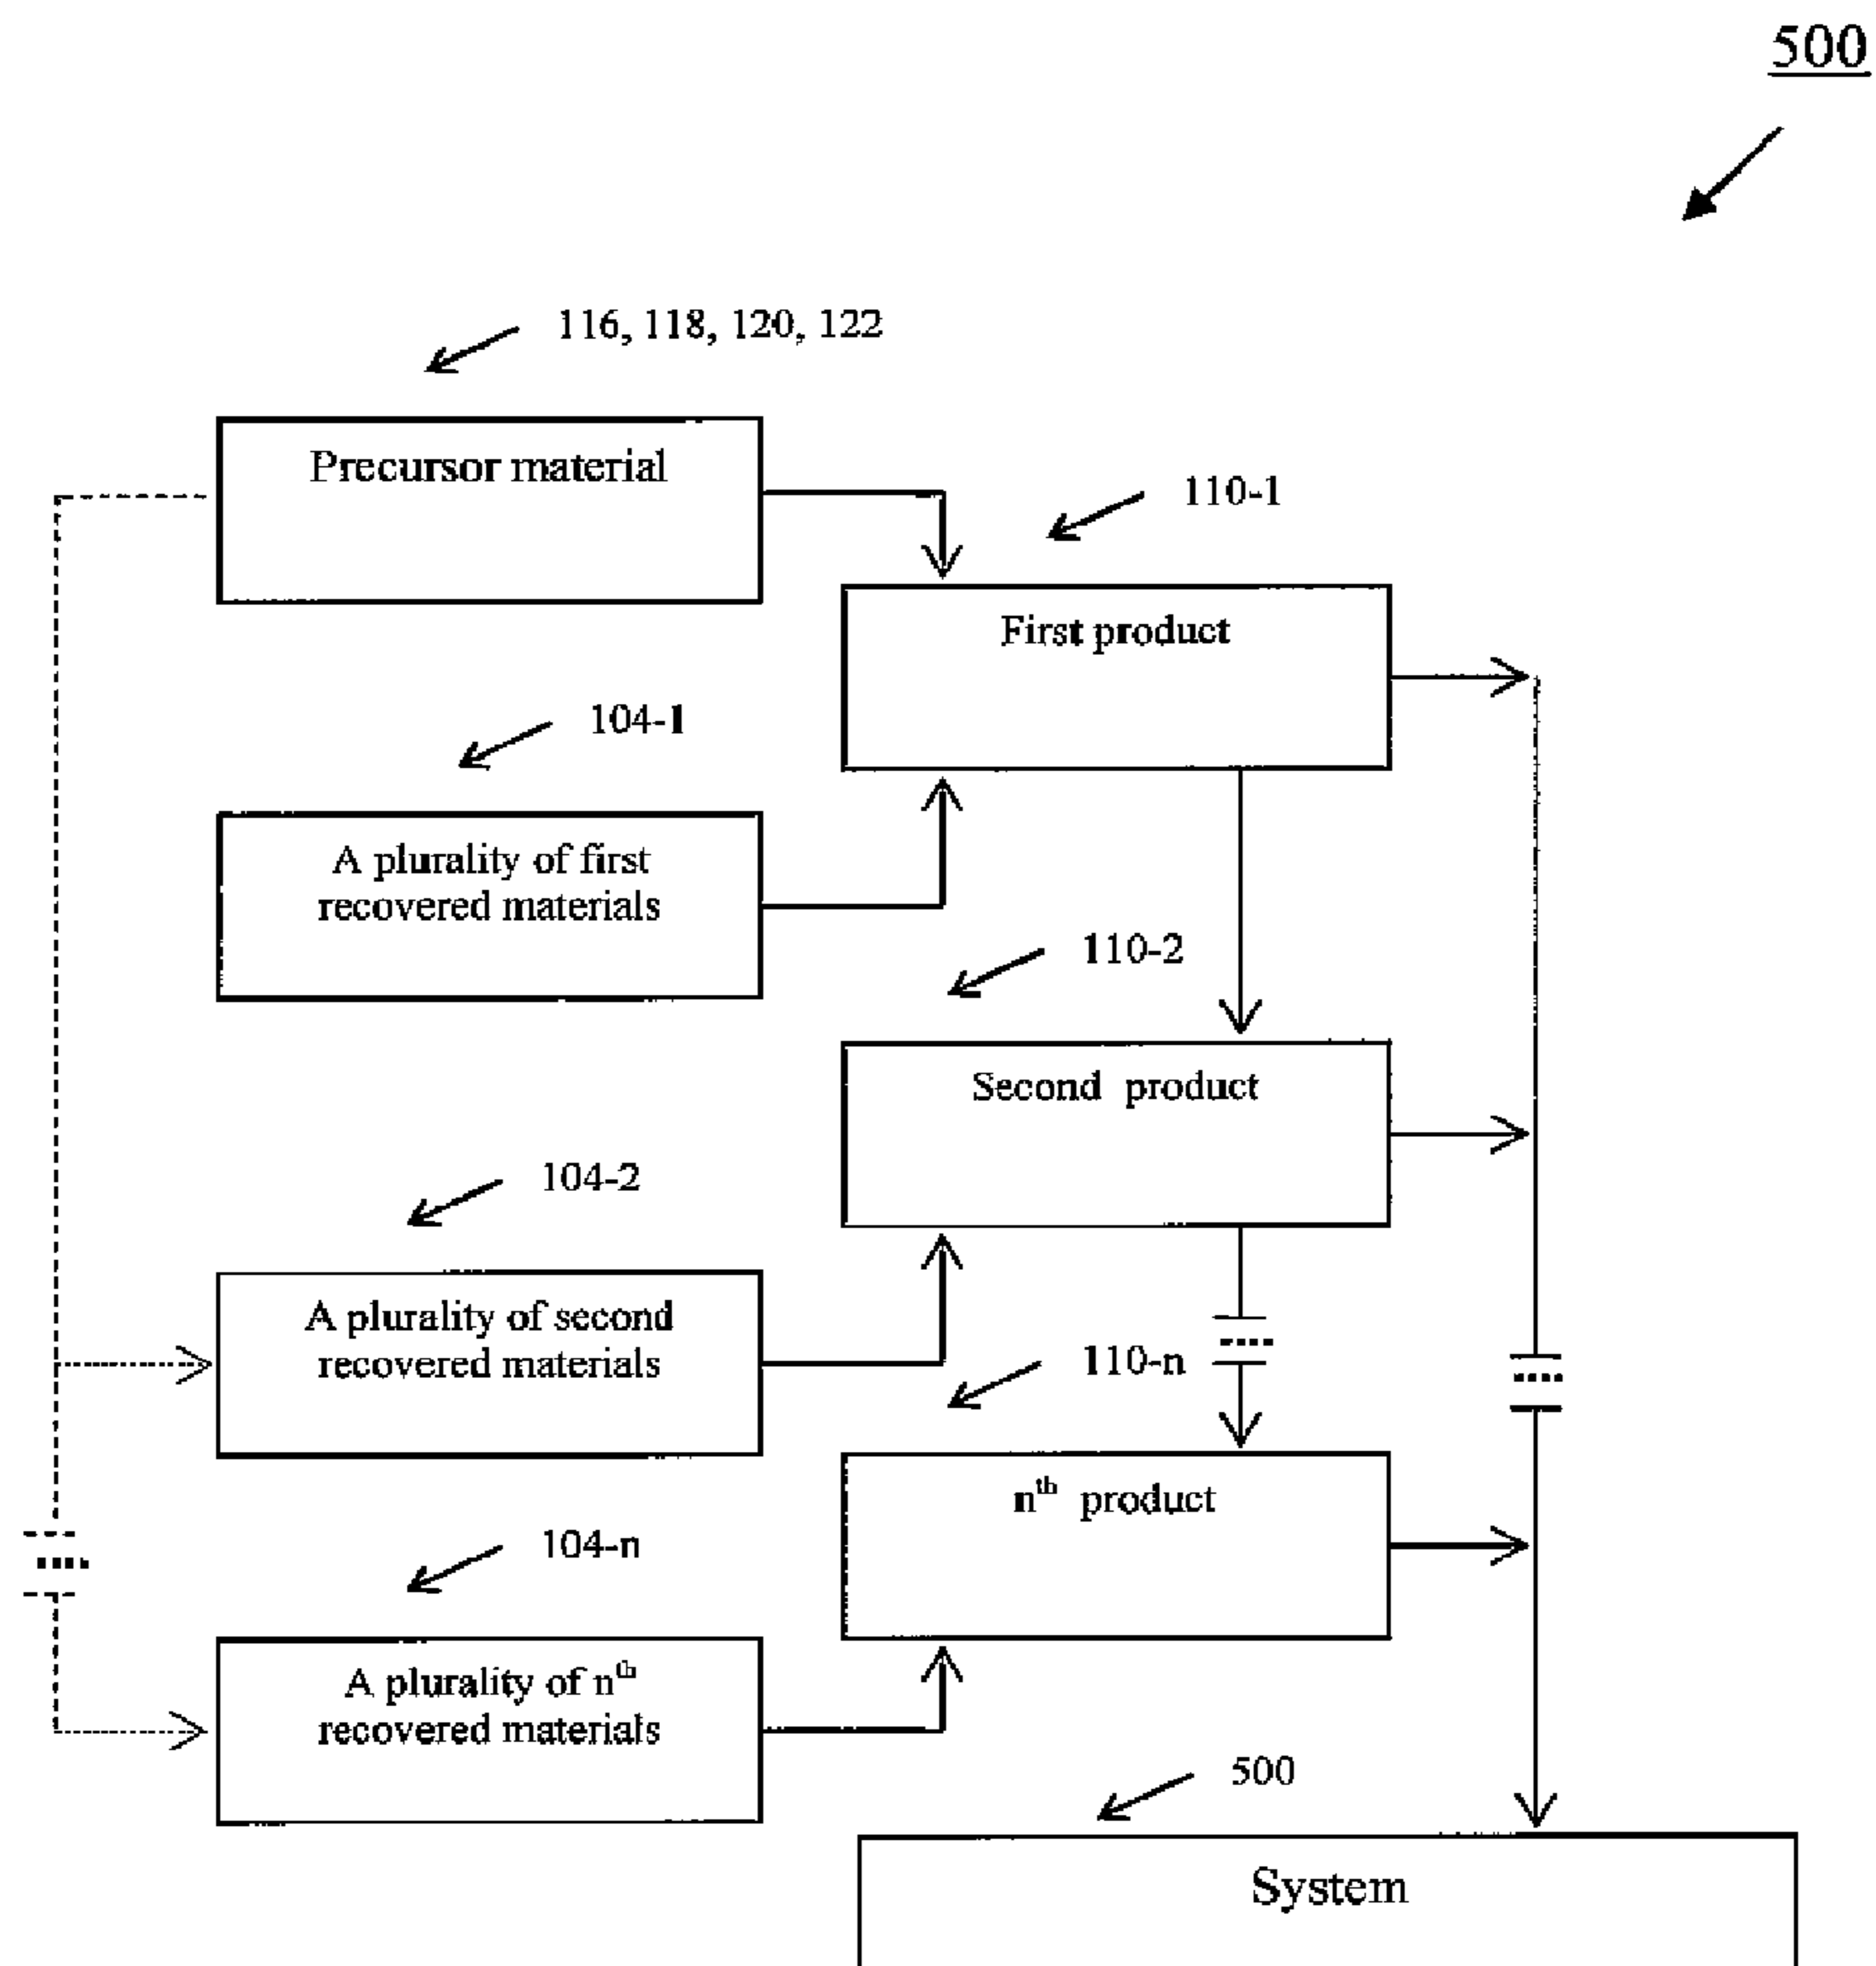 500
116, 118, 120, 122
Precursor material
110-1
First product
104-1
A plurality of first
recovered materials
110-2
Second product
104-2
A plurality of second
recovered materials
110-n
nth product
104-n
A plurality of nth
recovered materials
500
System